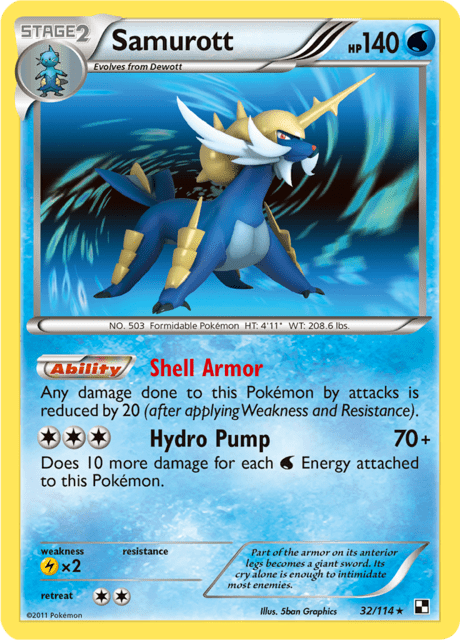 STAGE2 Samurott HP140
Evolves from Dewott
NO. 503 Formidable Pokémon HT: 4'11" WT: 208.6 lbs.
Ability Shell Armor
Any damage done to this Pokémon by attacks is
reduced by 20 (after applying Weakness and Resistance).
Hydro Pump 70+
Does 10 more damage for each Energy attached
to this Pokémon.
weakness resistance
×2
retreat
Part of the armor on its anterior
legs becomes a giant sword. Its
cry alone is enough to intimidate
most enemies.
©2011 Pokémon Illus. 5ban Graphics 32/114 ★